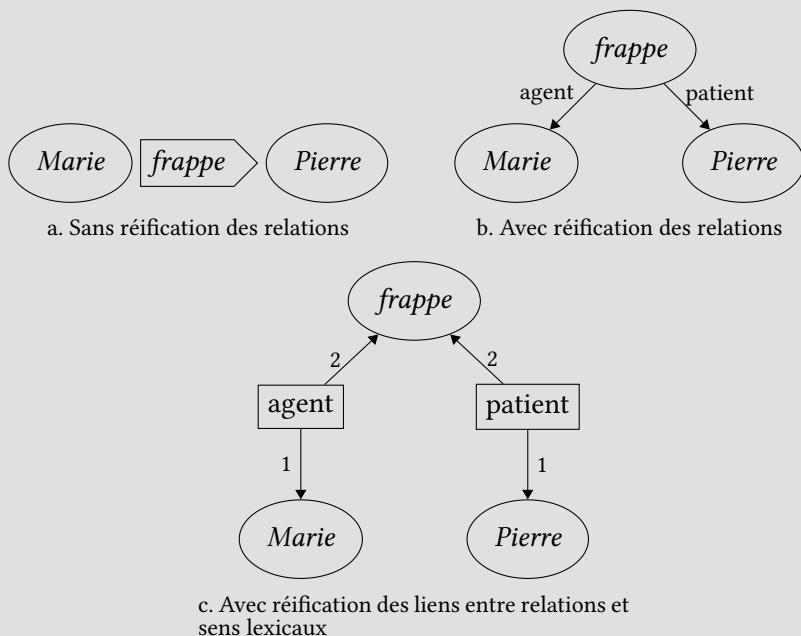 frappe
agent
patient
Marie
Pierre
Marie
frappe
Pierre
b. Avec réification des relations
a. Sans réification des relations
frappe
2
2
agent
patient
1
1
Marie
Pierre
c. Avec réification des liens entre relations et
sens lexicaux